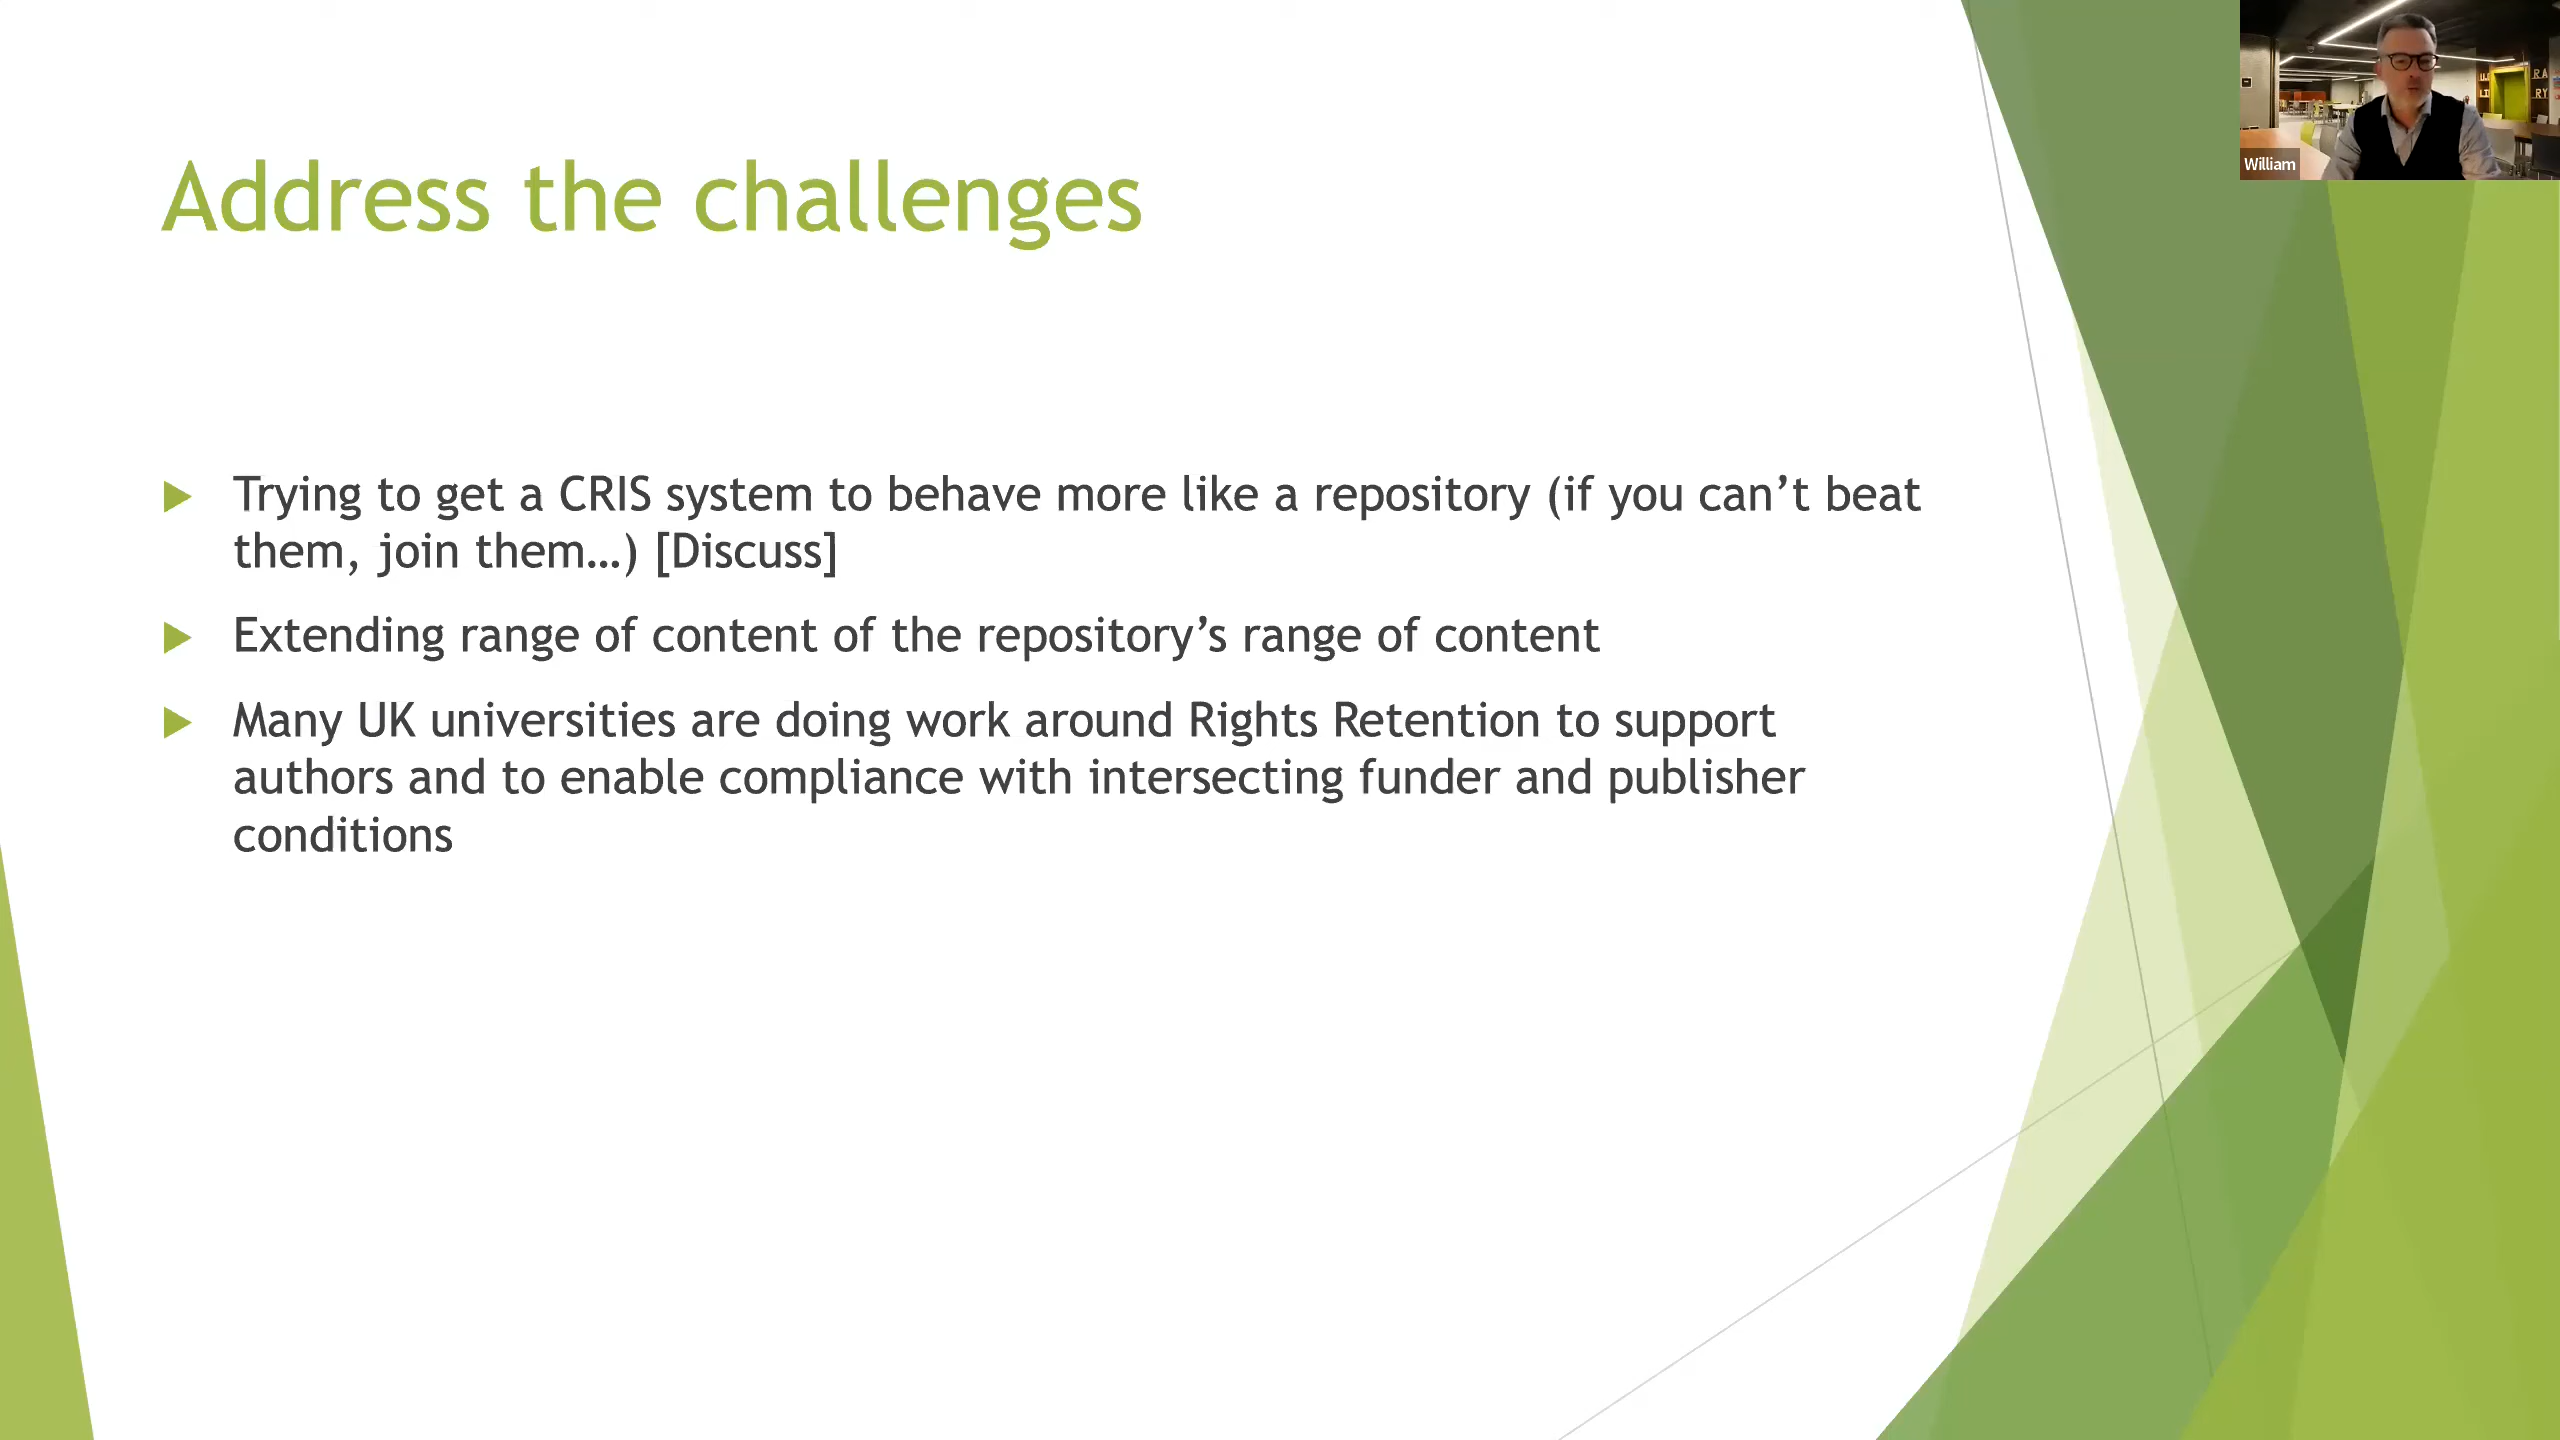 Address the challenges
Trying to get a CRIS system to behave more like a repository (if you can’t beat
them, join them…) [Discuss]
Extending range of content of the repository’s range of content
Many UK universities are doing work around Rights Retention to support
authors and to enable compliance with intersecting funder and publisher
conditions
William